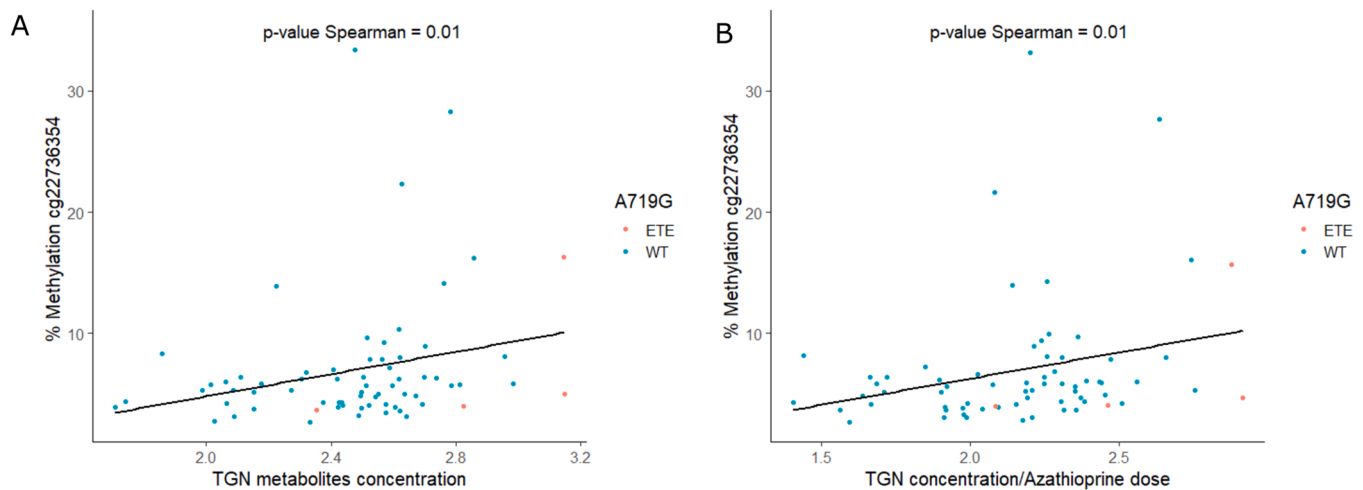 A
p-value Spearman = 0.01
% Methylation cg22736354
30
20
10
2.0
2.4
2.8
3.2
TGN metabolites concentration
A719G
ETE
WT
B
p-value Spearman = 0.01
% Methylation cg22736354
30
20
10
1.5
2.0
2.5
TGN concentration/Azathioprine dose
A719G
ETE
WT